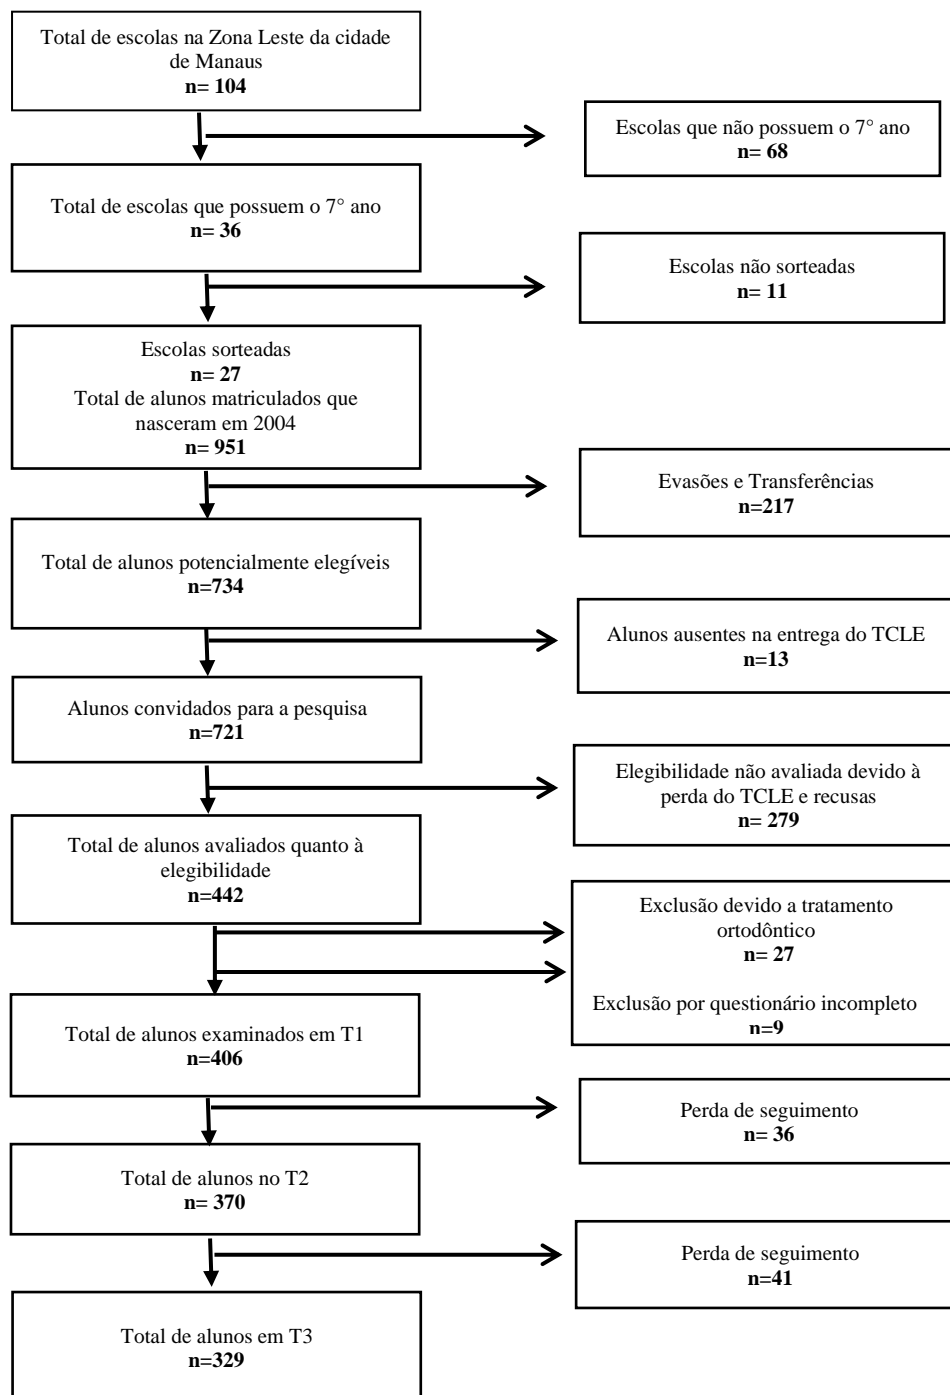 Total de escolas na Zona Leste da cidade
de Manaus
n= 104
Escolas que não possuem o 7° ano
n= 68
Total de escolas que possuem o 7° ano
n= 36
Escolas não sorteadas
n= 11
Escolas sorteadas
n= 27
Total de alunos matriculados que
nasceram em 2004
n= 951
Evasões e Transferências
n=217
Total de alunos potencialmente elegíveis
n=734
Alunos ausentes na entrega do TCLE
n=13
Alunos convidados para a pesquisa
n=721
Elegibilidade não avaliada devido à
perda do TCLE e recusas
n= 279
Total de alunos avaliados quanto à
elegibilidade
n=442
Exclusão devido a tratamento
ortodôntico
n= 27
Exclusão por questionário incompleto
n=9
Total de alunos examinados em T1
n=406
Perda de seguimento
n= 36
Total de alunos no T2
n= 370
Perda de seguimento
n=41
Total de alunos em T3
n=329